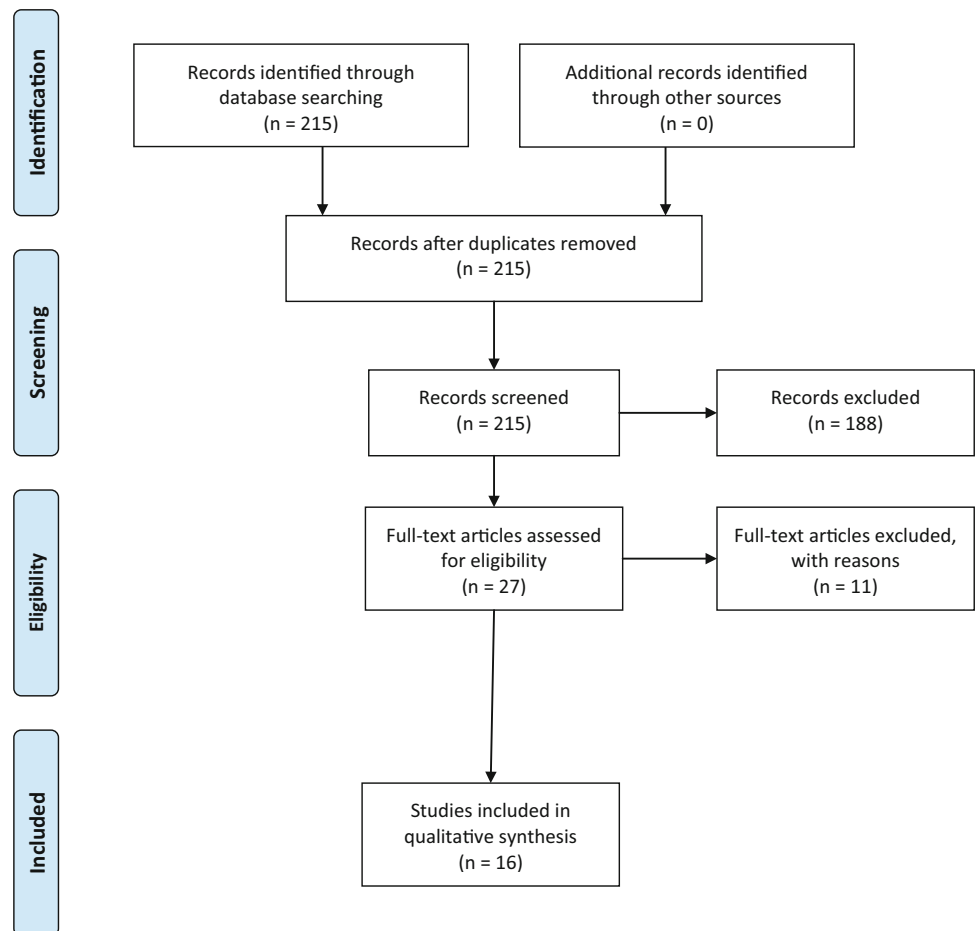 Identification
Records identified through
database searching
(n = 215)
Additional records identified
through other sources
(n = 0)
Records after duplicates removed
(n = 215)
Screening
Records screened
(n = 215)
Records excluded
(n = 188)
Eligibility
Full-text articles assessed
for eligibility
(n = 27)
Full-text articles excluded,
with reasons
(n = 11)
Included
Studies included in
qualitative synthesis
(n = 16)